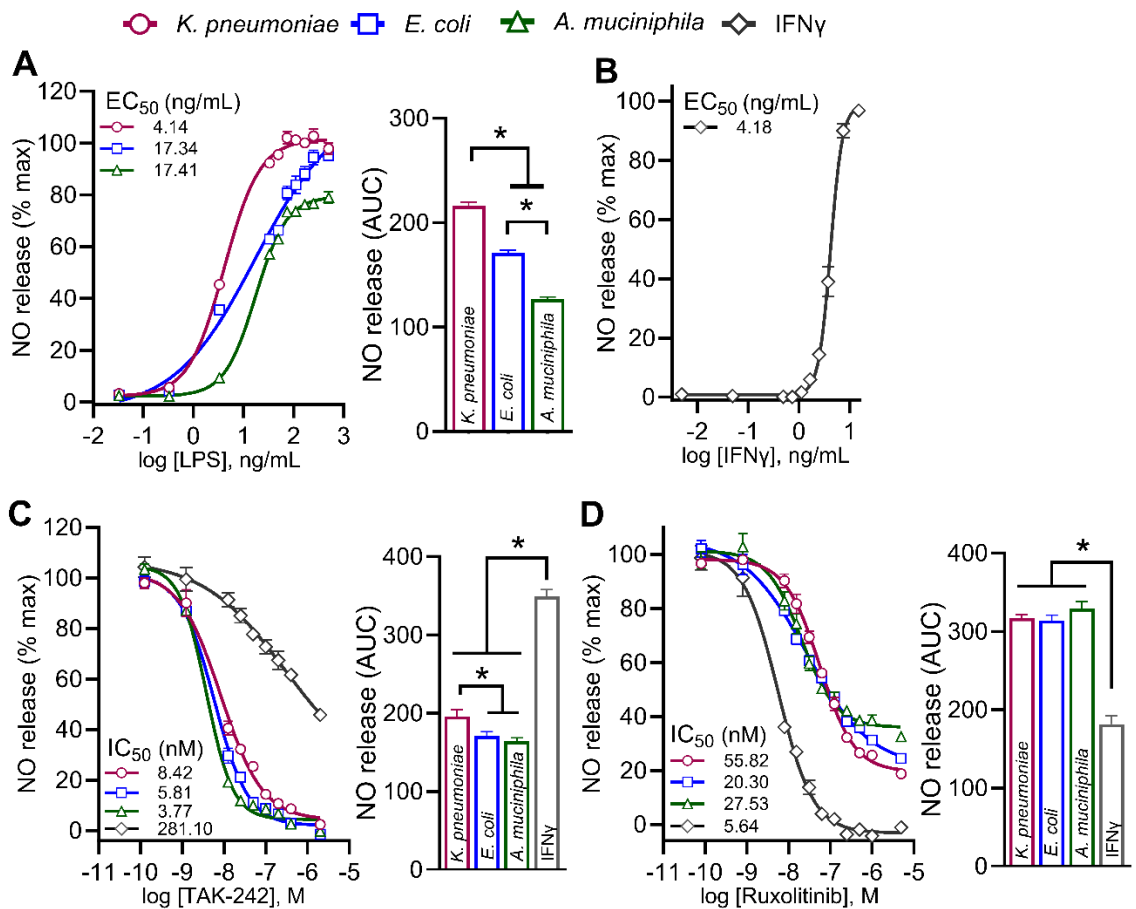 K. pneumoniae E. coli A. muciniphila IFNγ
A
EC50 (ng/mL)
4.14
17.34
17.41
120
100
80
60
40
20
0
NO release (% max)
-2 -1 0 1 2 3
log [LPS], ng/mL
300
200
100
0
NO release (AUC)
* *
K. pneumoniae
E. coli
A. muciniphila
B
EC50 (ng/mL)
4.18
100
80
60
40
20
0
NO release (% max)
-2 -1 0 1
log [IFNγ], ng/mL
C
120
100
80
60
40
20
0
NO release (% max)
IC50 (nM)
8.42
5.81
3.77
281.10
-11 -10 -9 -8 -7 -6 -5
log [TAK-242], M
400
300
200
100
0
NO release (AUC)
*
*
K. pneumoniae
E. coli
A. muciniphila
IFNγ
D
100
80
60
40
20
0
NO release (% max)
IC50 (nM)
55.82
20.30
27.53
5.64
-11 -10 -9 -8 -7 -6 -5
log [Ruxolitinib], M
400
300
200
100
0
NO release (AUC)
*
K. pneumoniae
E. coli
A. muciniphila
IFNγ